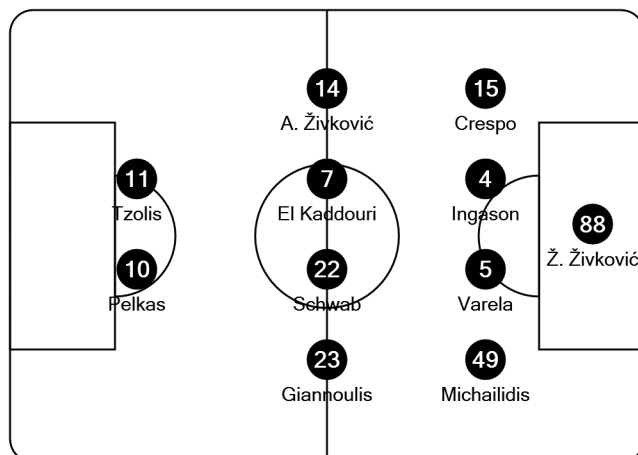 14
A. Živković
15
Crespo
11
Tzolis
7
El Kaddouri
4
Ingason
88
Ž. Živković
10
Pelkas
22
Schwab
5
Varela
23
Giannoulis
49
Michailidis